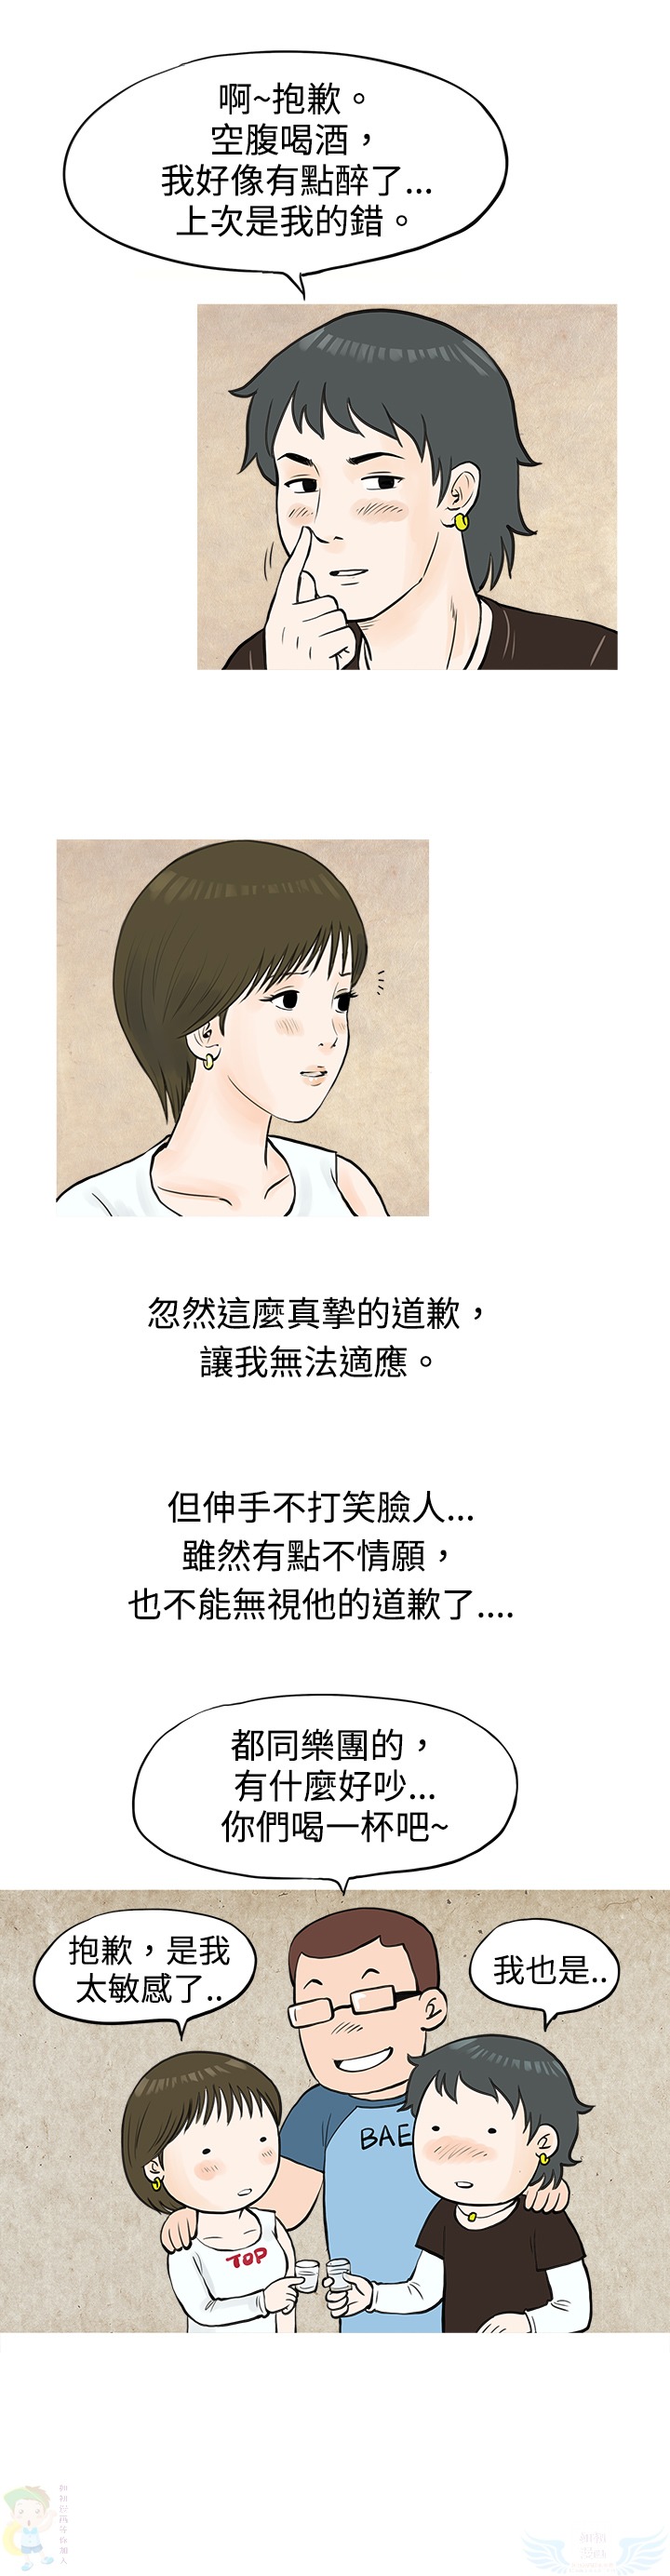 啊~抱歉。
空腹喝酒，
我好像有點醉了...
上次是我的錯。
忽然這麼真摯的道歉，
讓我無法適應。
但伸手不打笑臉人...
雖然有點不情願，
也不能無視他的道歉了....
都同樂團的，
有什麼好吵...
你們喝一杯吧~
抱歉，是我
太敏感了..
我也是..
BAE
TOP